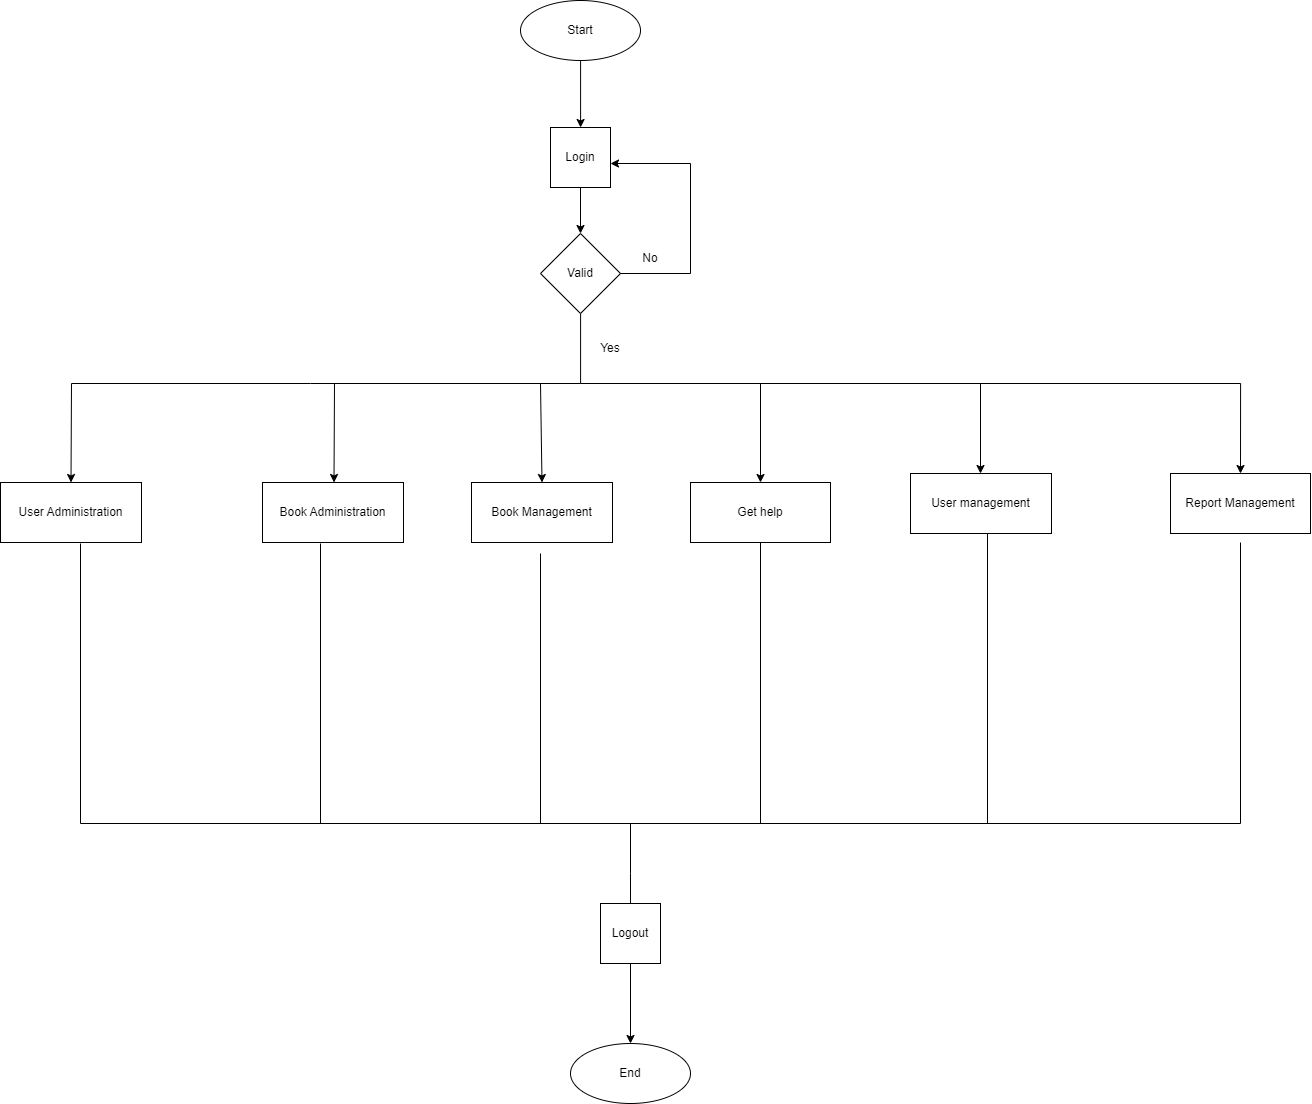 Start
Login
No
Valid
Yes
User Administration
Book Administration
Book Management
Get help
User management
Report Management
Logout
End